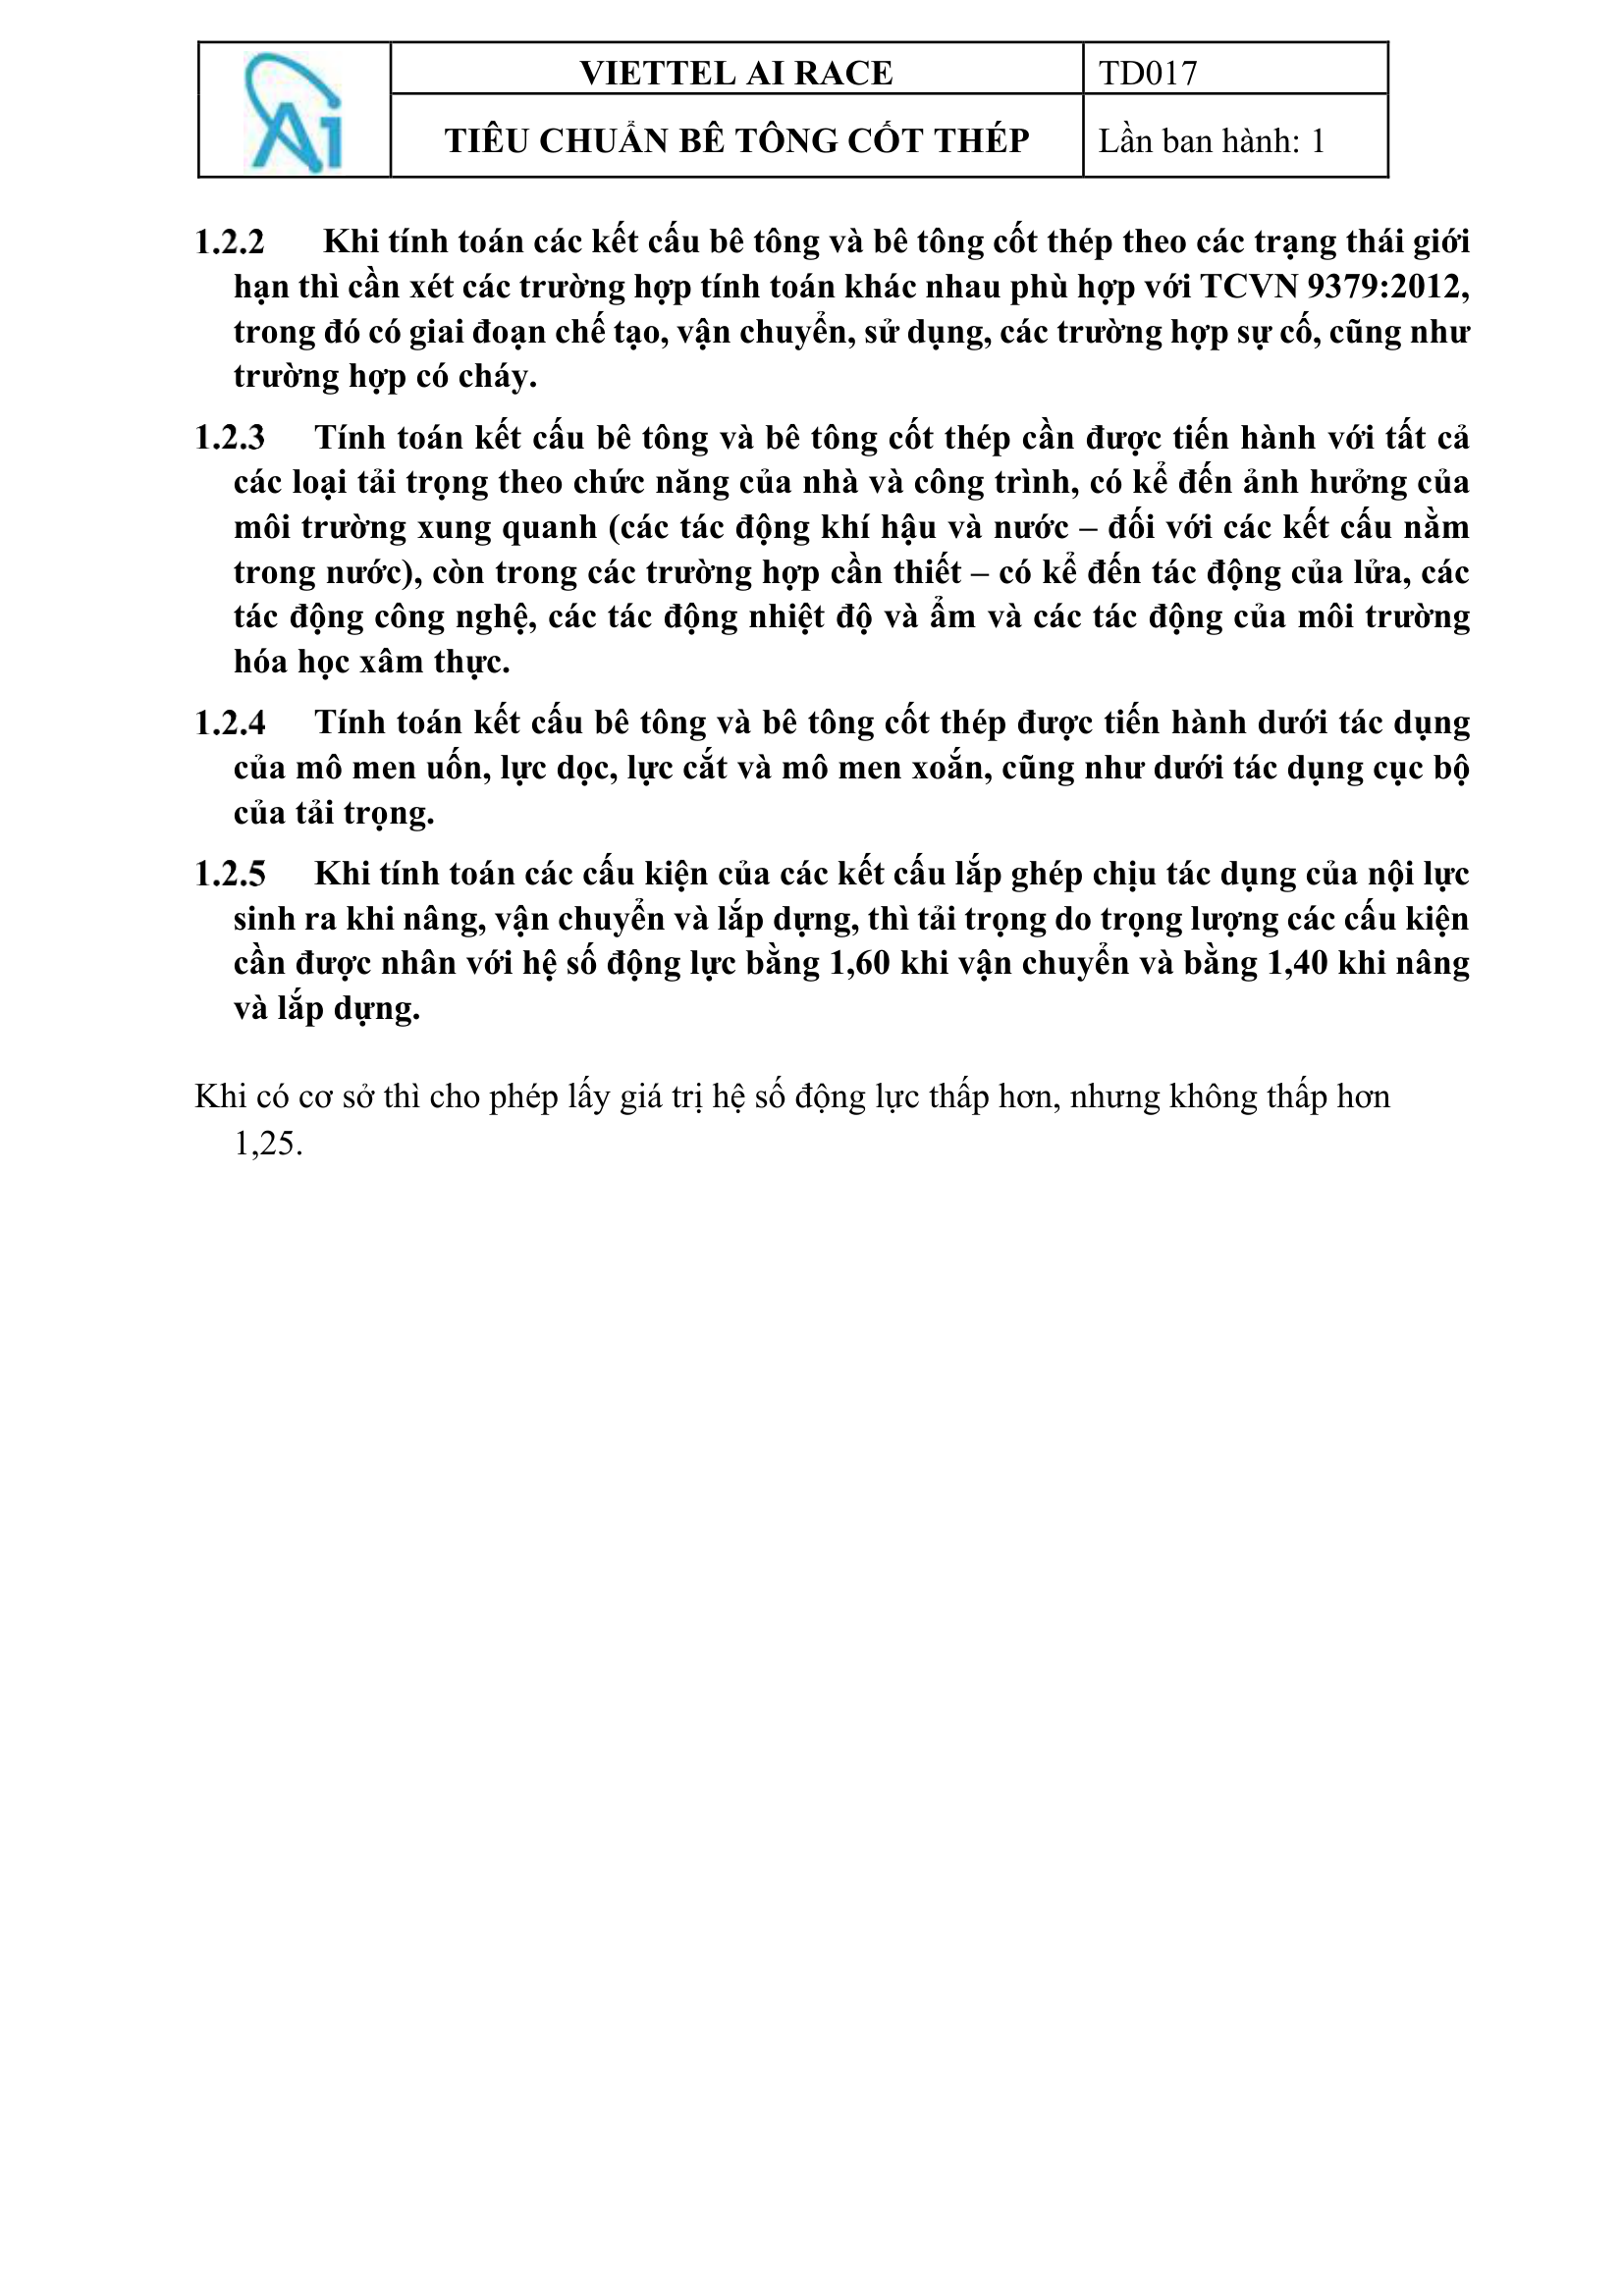 VIETTEL AI RACE
TD017
TIÊU CHUẨN BÊ TÔNG CỐT THÉP
Lần ban hành: 1
1.2.2 Khi tính toán các kết cấu bê tông và bê tông cốt thép theo các trạng thái giới
hạn thì cần xét các trường hợp tính toán khác nhau phù hợp với TCVN 9379:2012,
trong đó có giai đoạn chế tạo, vận chuyển, sử dụng, các trường hợp sự cố, cũng như
trường hợp có cháy.
1.2.3 Tính toán kết cấu bê tông và bê tông cốt thép cần được tiến hành với tất cả
các loại tải trọng theo chức năng của nhà và công trình, có kể đến ảnh hưởng của
môi trường xung quanh (các tác động khí hậu và nước – đối với các kết cấu nằm
trong nước), còn trong các trường hợp cần thiết – có kể đến tác động của lửa, các
tác động công nghệ, các tác động nhiệt độ và ẩm và các tác động của môi trường
hóa học xâm thực.
1.2.4 Tính toán kết cấu bê tông và bê tông cốt thép được tiến hành dưới tác dụng
của mô men uốn, lực dọc, lực cắt và mô men xoắn, cũng như dưới tác dụng cục bộ
của tải trọng.
1.2.5 Khi tính toán các cấu kiện của các kết cấu lắp ghép chịu tác dụng của nội lực
sinh ra khi nâng, vận chuyển và lắp dựng, thì tải trọng do trọng lượng các cấu kiện
cần được nhân với hệ số động lực bằng 1,60 khi vận chuyển và bằng 1,40 khi nâng
và lắp dựng.
Khi có cơ sở thì cho phép lấy giá trị hệ số động lực thấp hơn, nhưng không thấp hơn
1,25.